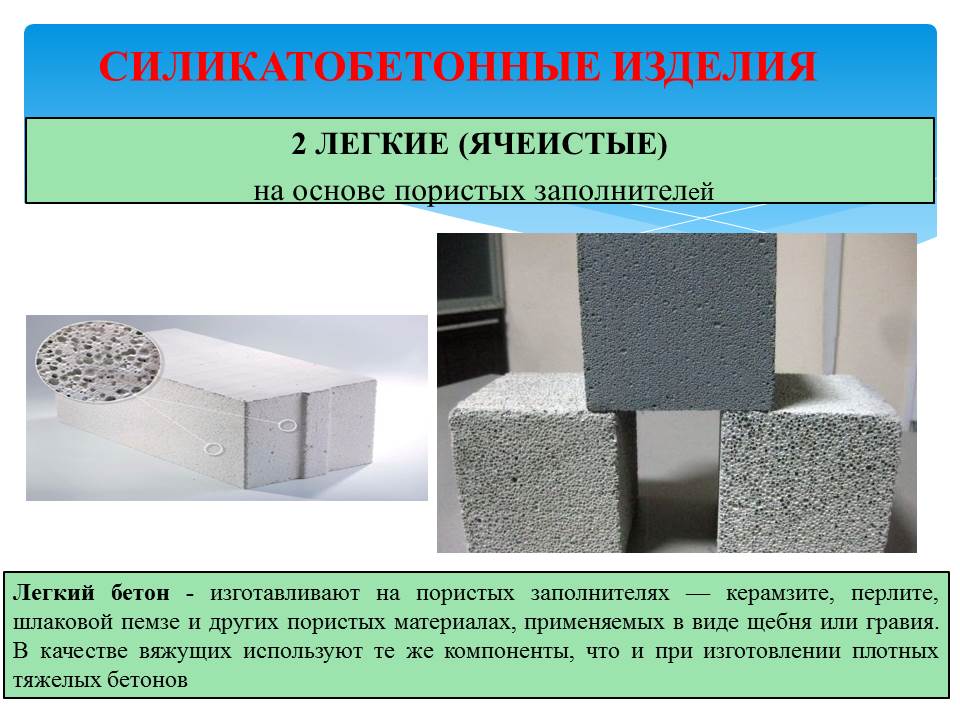 СИЛИКАТОБЕТОННЫЕ ИЗДЕЛИЯ
2 ЛЕГКИЕ (ЯЧЕИСТЫЕ)
на основе пористых заполнителей
Легкий бетон - изготавливают на пористых заполнителях — керамзите, перлите,
шлаковой пемзе и других пористых материалах, применяемых в виде щебня или гравия.
В качестве вяжущих используют те же компоненты, что и при изготовлении плотных
тяжелых бетонов